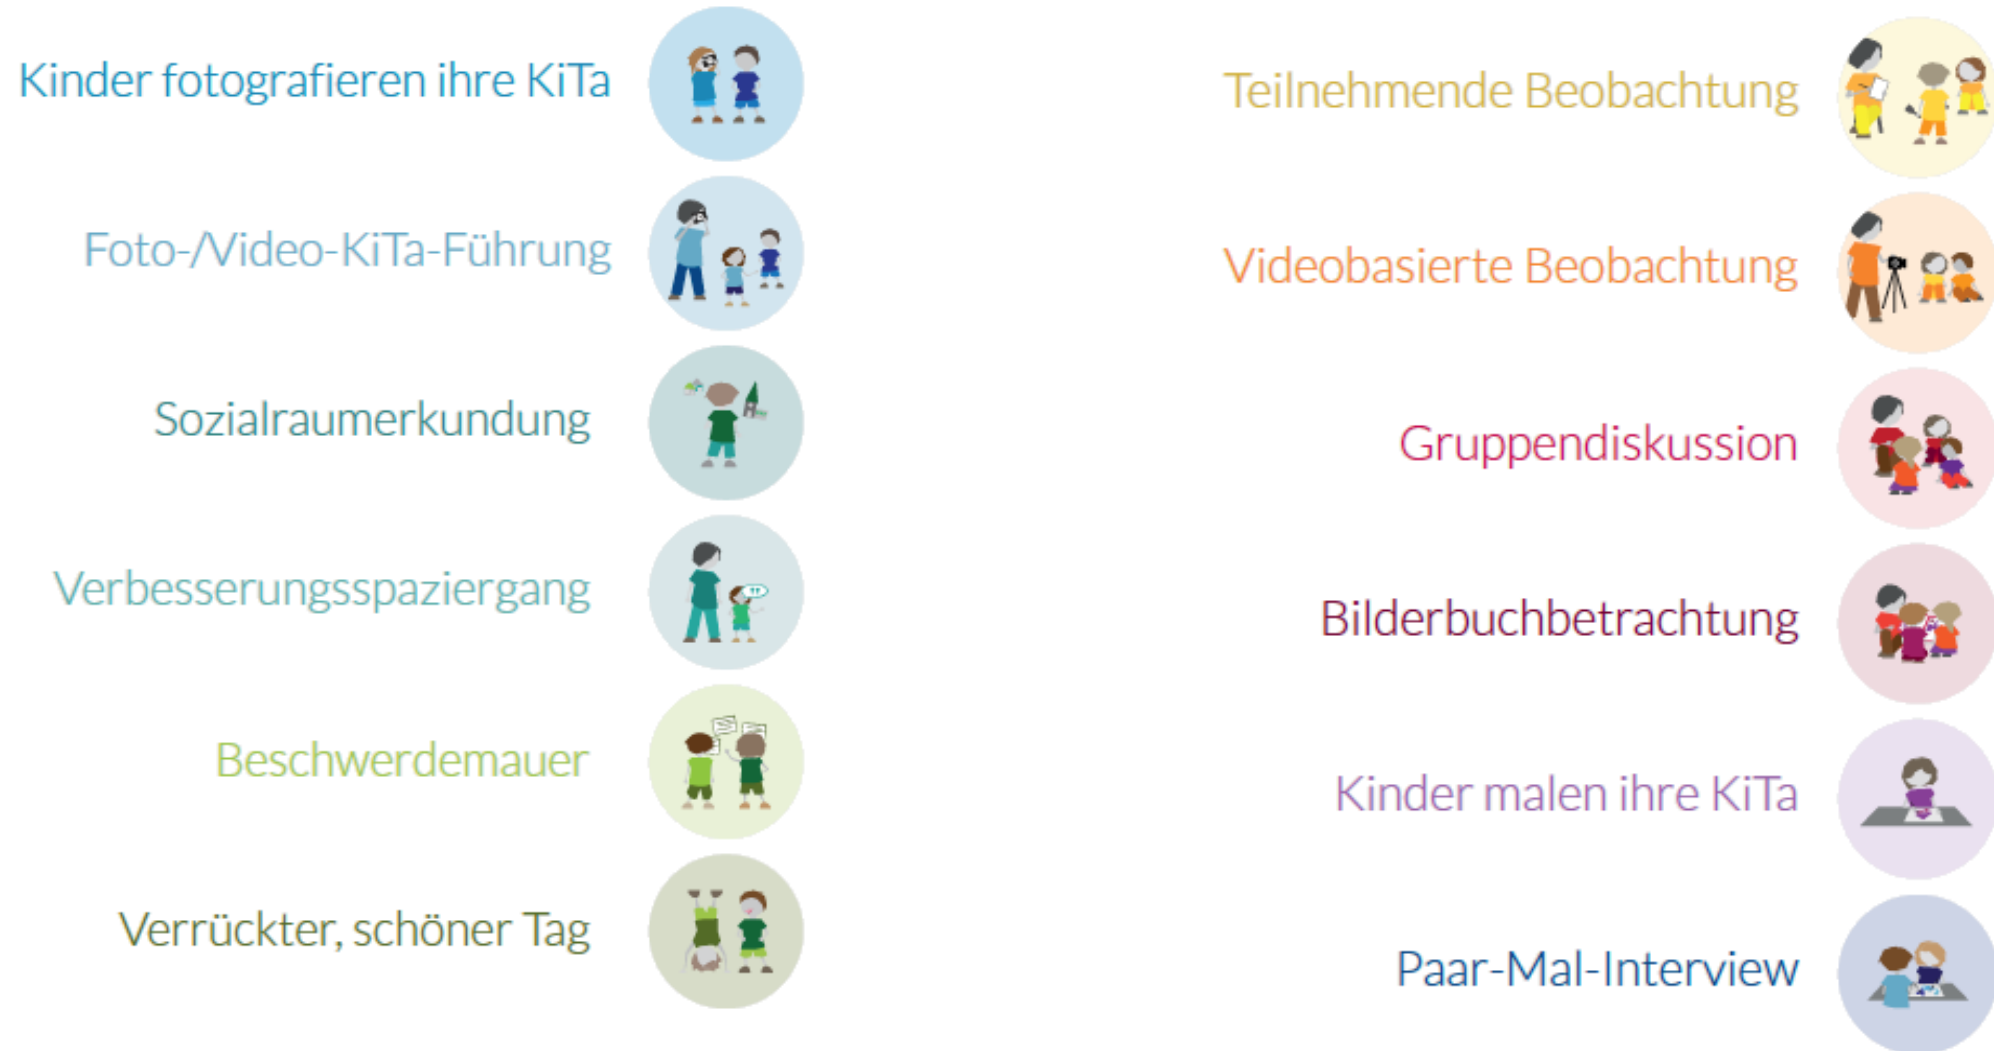 Kinder fotografieren ihre KiTa
Foto-/Video-KiTa-Führung
Sozialraumerkundung
Verbesserungsspaziergang
Beschwerdemauer
Verrückter, schöner Tag
Teilnehmende Beobachtung
Videobasierte Beobachtung
Gruppendiskussion
Bilderbuchbetrachtung
Kinder malen ihre KiTa
Paar-Mal-Interview